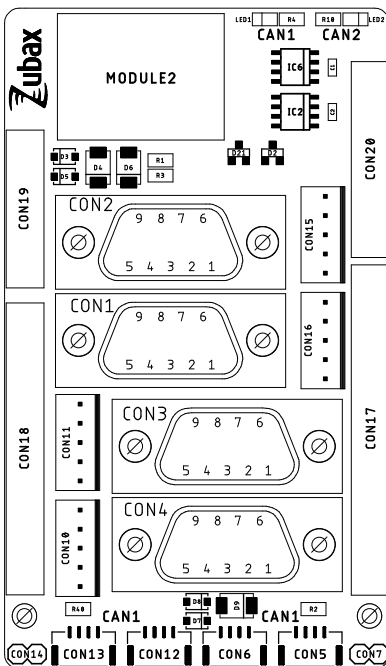 LED1 R4 R18 LED2
CAN1 CAN2
Zubax
MODULE2
IC6 C1
IC2 C2
D3 D4 D6 R1 D21 D2
D5 R3
CON20
CON19
CON2
9 8 7 6
5 4 3 2 1
CON15
CON1
9 8 7 6
5 4 3 2 1
CON16
CON18
CON11
CON3
9 8 7 6
5 4 3 2 1
CON17
CON10
CON4
9 8 7 6
5 4 3 2 1
D8 D9
R40 CAN1 D7 CAN1 R2
CON14 CON13 CON12 CON6 CON5 CON7